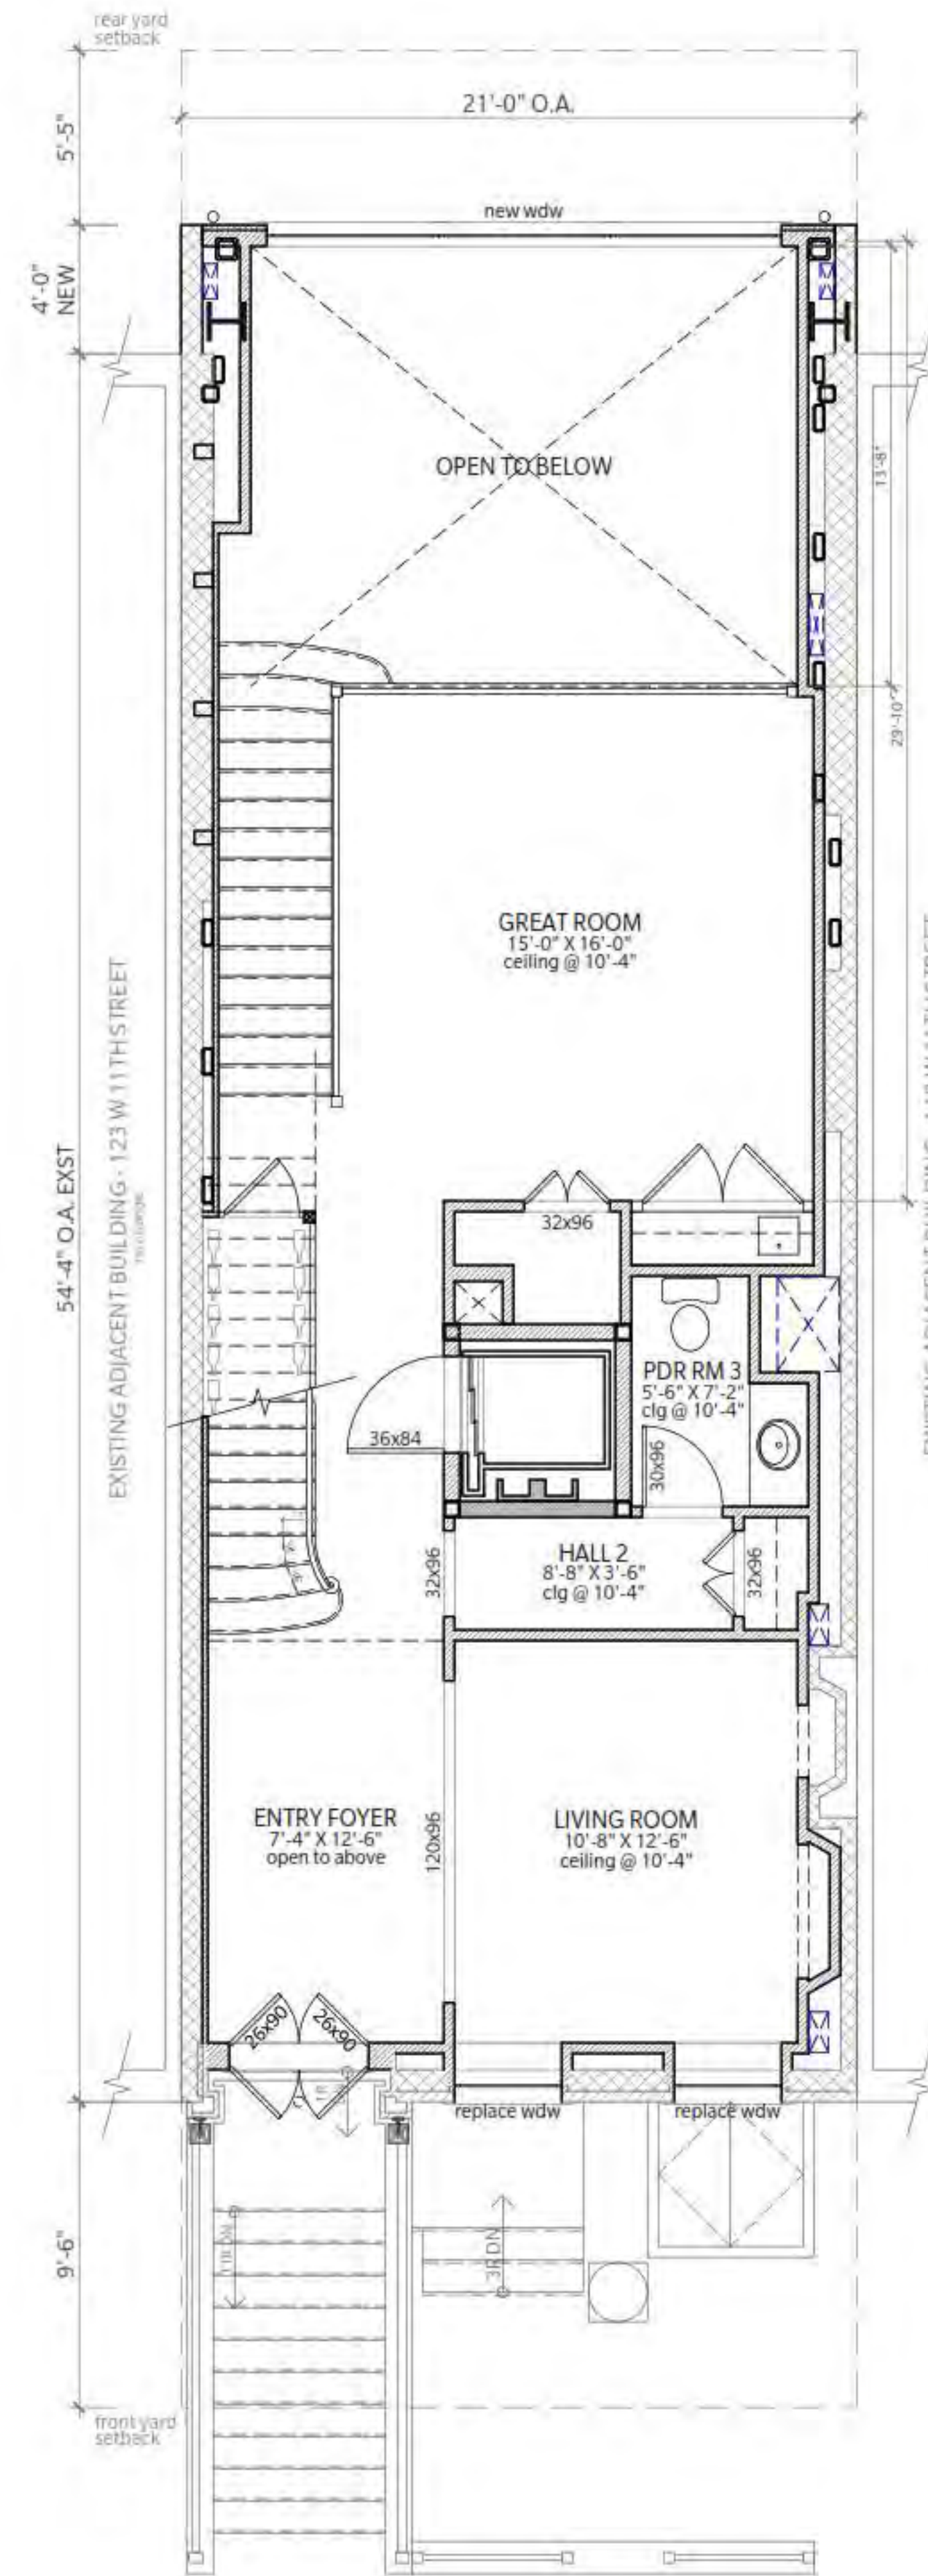 rear yard
setback
21'-0" O.A.
5'-5"
new wdw
4'-0"
NEW
OPEN TO BELOW
13'-8"
29'-10"
GREAT ROOM
15'-0" X 16'-0"
ceiling @ 10'-4"
EXISTING ADJACENT BUILDING - 123 W 11TH STREET
54'-4" O.A. EXST
32x96
X
X
PDR RM 3
5'-6" X 7'-2"
clg @ 10'-4"
36x84
30x96
HALL 2
8'-8" X 3'-6"
clg @ 10'-4"
32x96
32x96
ENTRY FOYER
7'-4" X 12'-6"
open to above
120x96
LIVING ROOM
10'-8" X 12'-6"
ceiling @ 10'-4"
26x90
26x90
replace wdw
replace wdw
9'-6"
11R DN
3R DN
front yard
setback